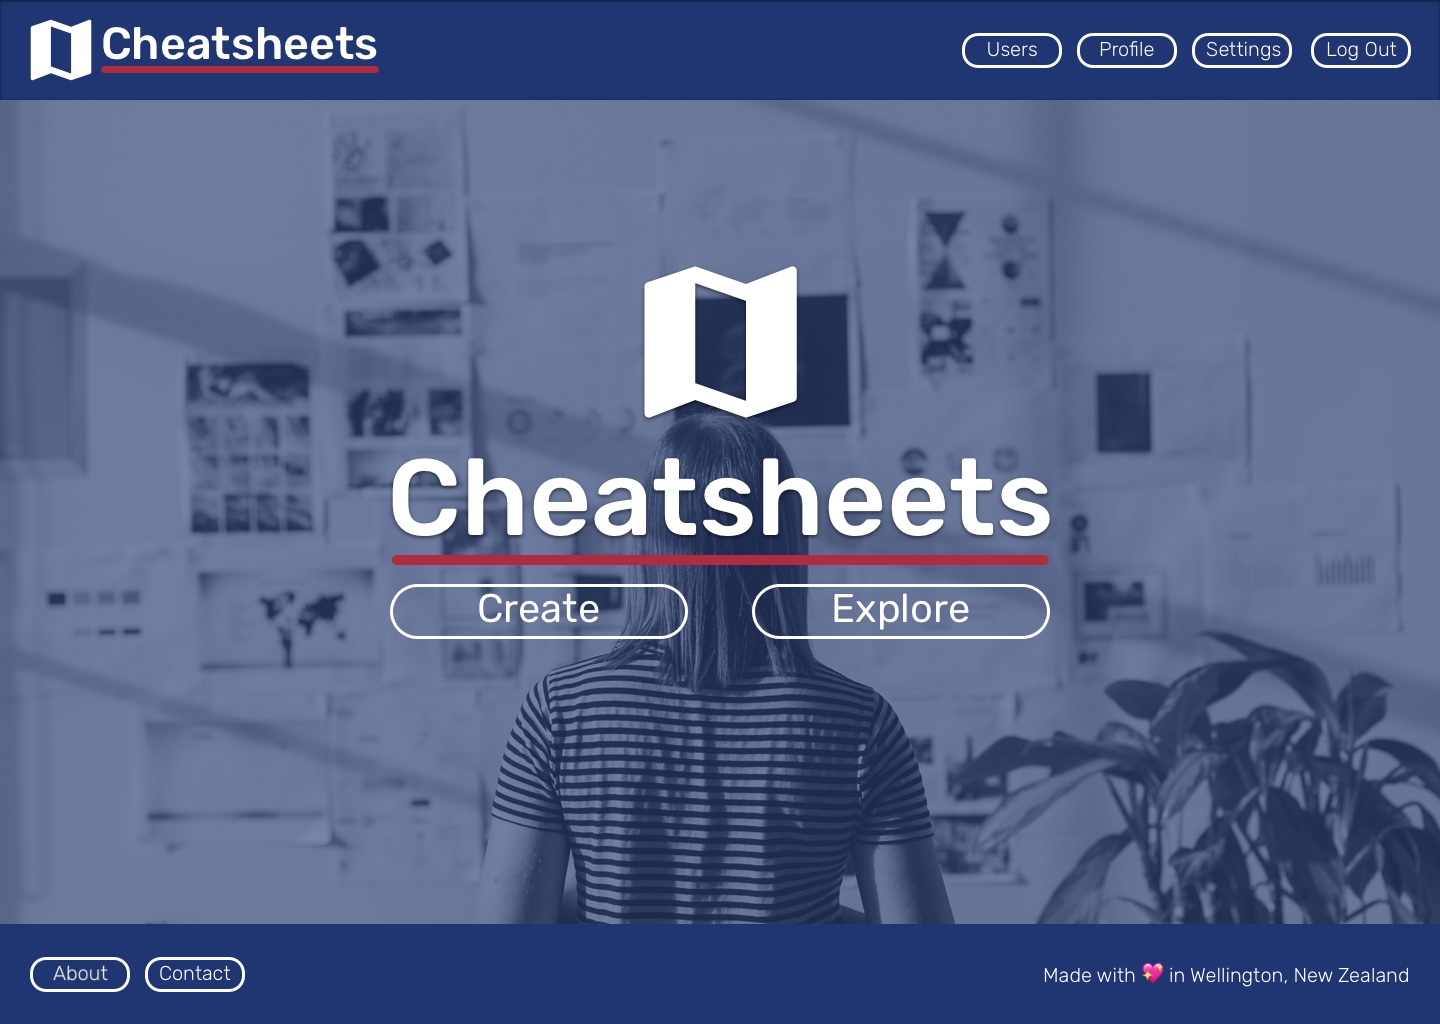 Cheatsheets
Users
Profile
Settings
Log Out
Cheatsheets
Create
Explore
About
Contact
Made with 💖 in Wellington, New Zealand